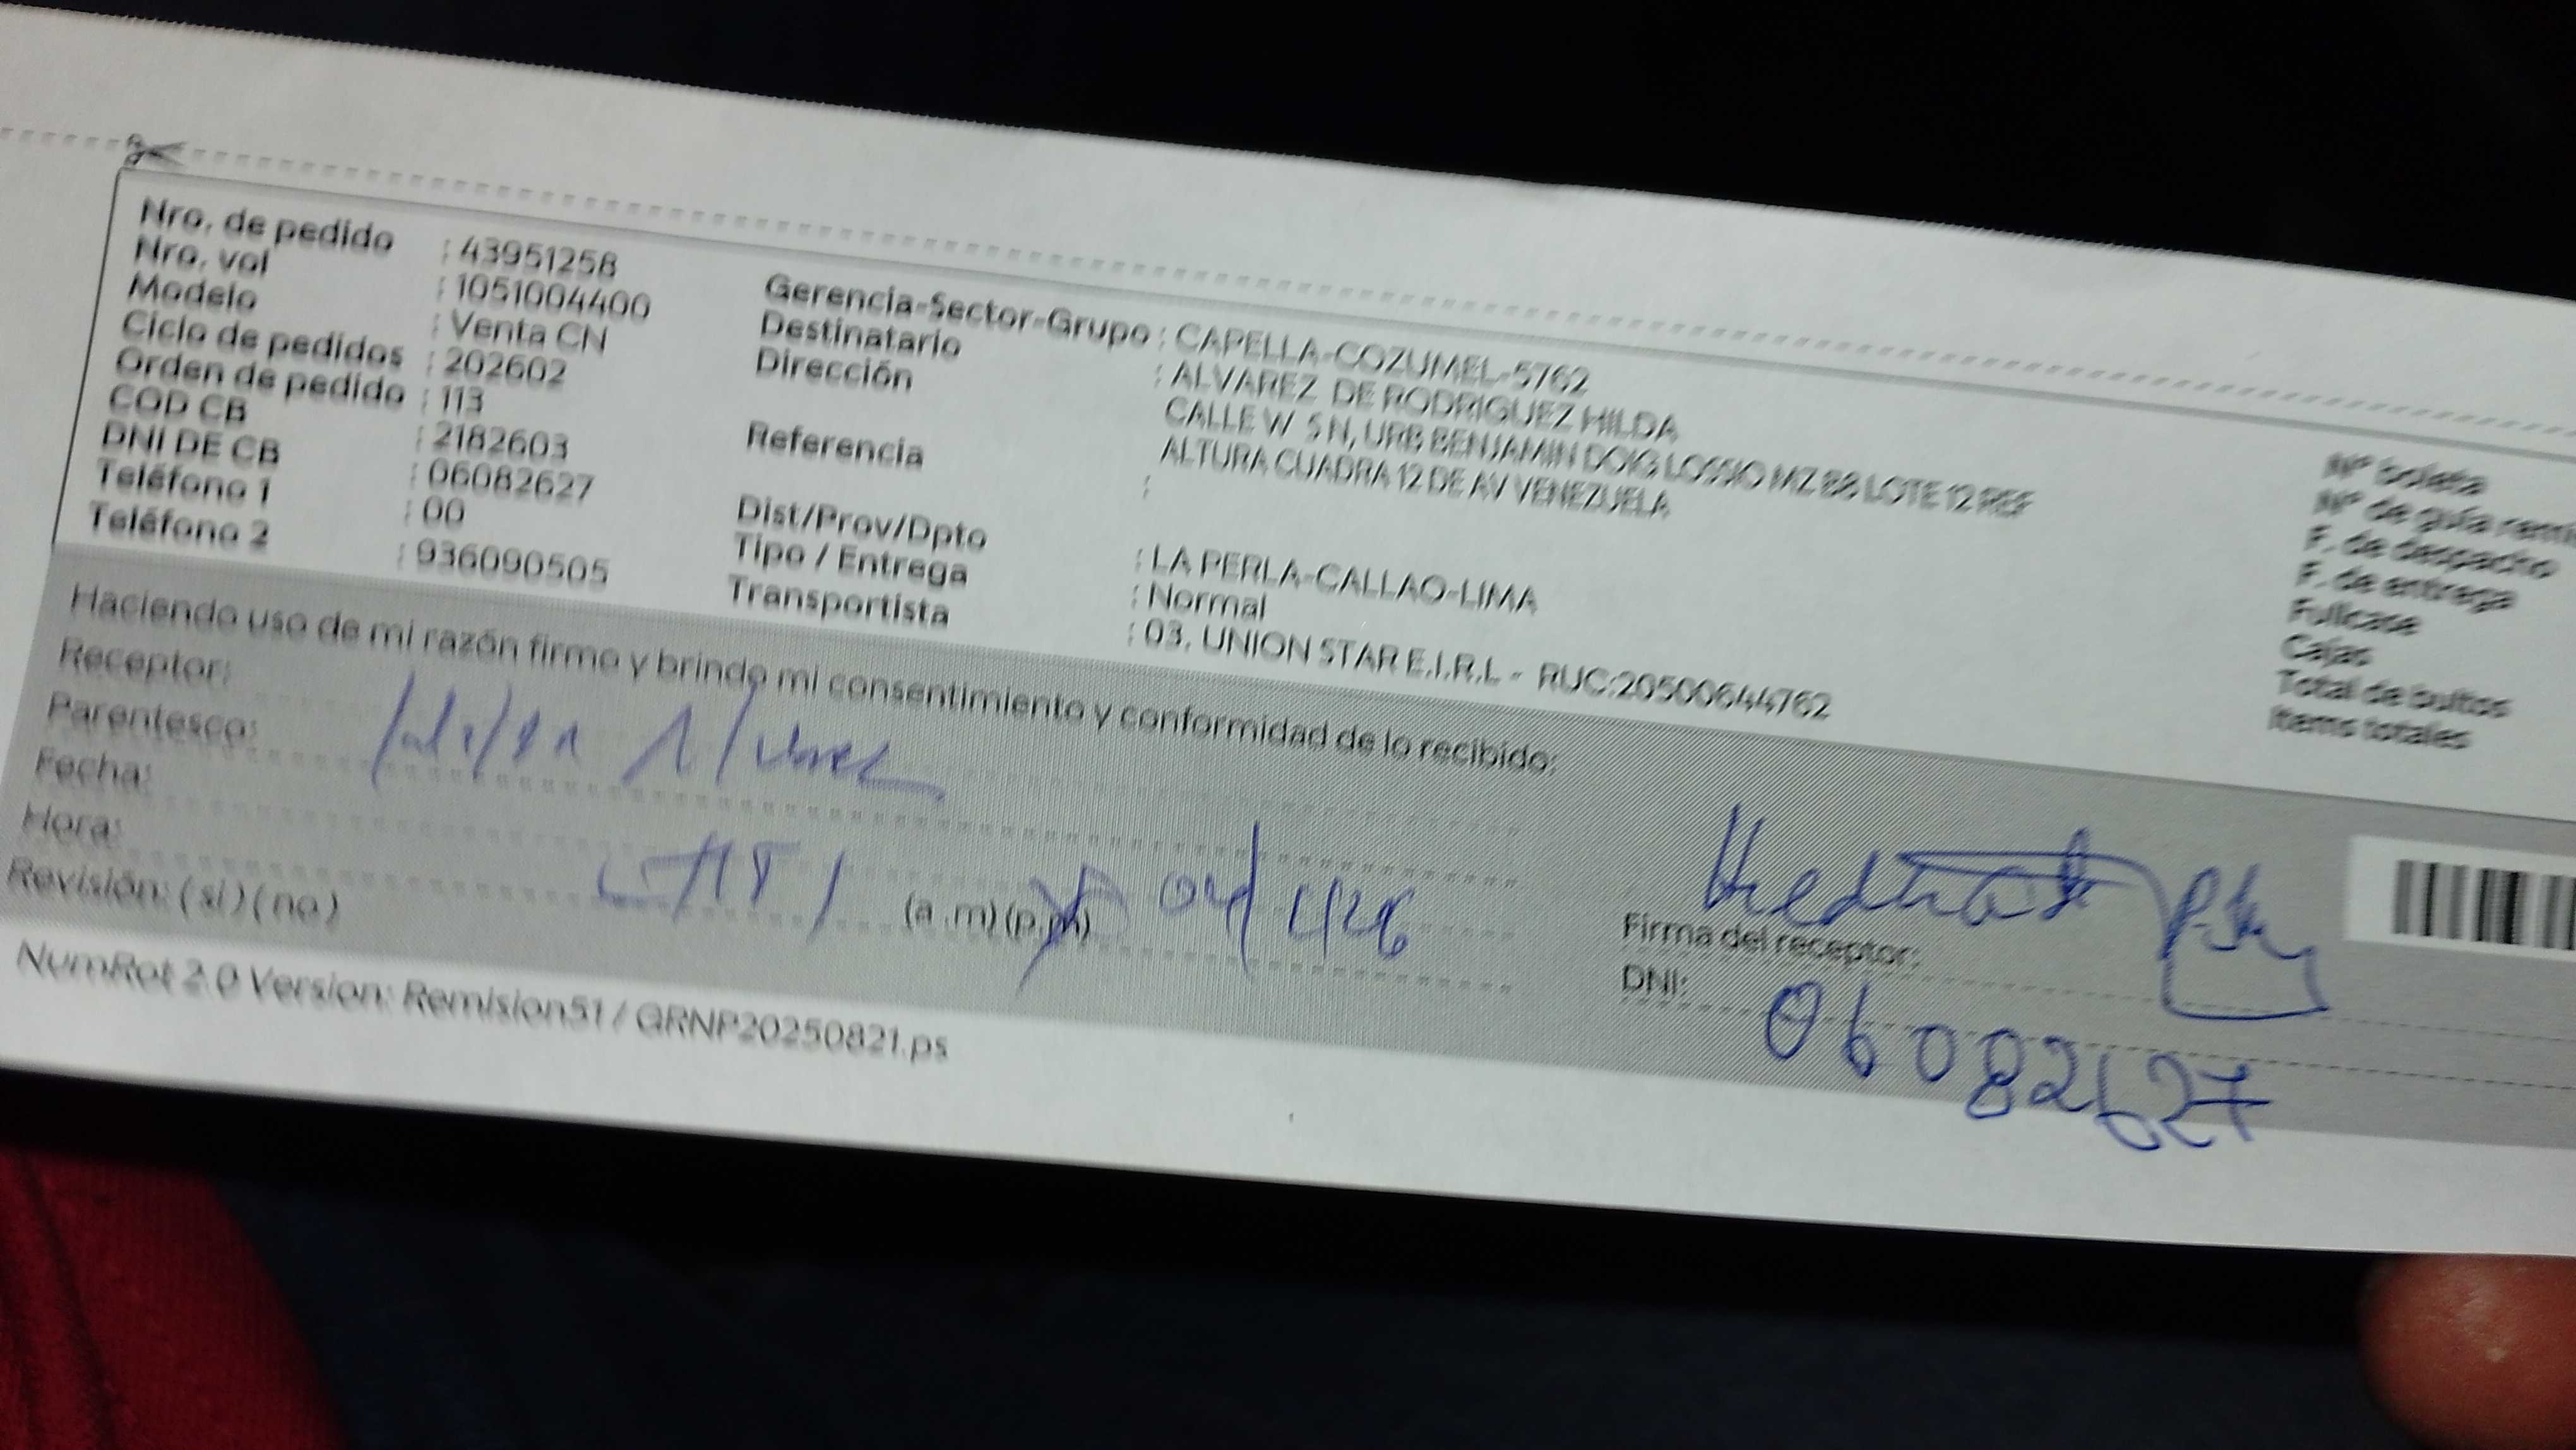 Nro. de pedido : 43951258
Nro. vol : 1051004400
Modelo : Venta CN
Ciclo de pedidos : 202602
Orden de pedido : 113
COD CB : 2182603
DNI DE CB : 06082627
Teléfono 1 : 00
Teléfono 2 : 936090505
Gerencia-Sector-Grupo : CAPELLA-COZUMEL-5762
Destinatario : ALVAREZ DE RODRIGUEZ HILDA
Dirección CALLE W SN, URB BENJAMIN DOIG LOSSIO MZ BB LOTE 12 REF
ALTURA CUADRA 12 DE AV VENEZUELA
Referencia :
Dist/Prov/Dpto : LA PERLA-CALLAO-LIMA
Tipo / Entrega : Normal
Transportista : 03. UNION STAR E.I.R.L - RUC:20500644762
Nº boleta
Nº de guía
F. de despacho
F. de entrega
Fullcase
Cajas
Total de bultos
Items totales
Haciendo uso de mi razón firmo y brindo mi consentimiento y conformidad de lo recibido:
Receptor:
Parentesco:
Fecha:
Hora: (a .m) (p.m)
Revisión: ( si ) ( no )
Firma del receptor:
DNI: 06082627
NumRot 2.0 Version: Remision51 / GRNP20250821.ps